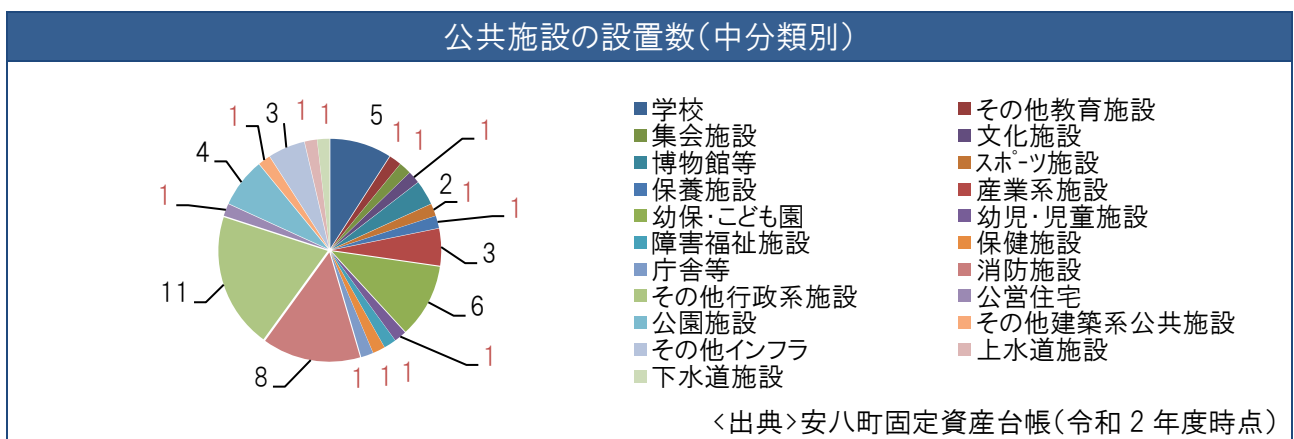 公共施設の設置数(中分類別)
5
1
1
1
2
1
1
3
6
1
1
1
1
8
11
1
4
1
3
1
1
学校
その他教育施設
集会施設
文化施設
博物館等
スポーツ施設
保養施設
産業系施設
幼保・こども園
幼児・児童施設
障害福祉施設
保健施設
庁舎等
消防施設
その他行政系施設
公営住宅
公園施設
その他建築系公共施設
その他インフラ
上水道施設
下水道施設
<出典>安八町固定資産台帳(令和 2 年度時点)